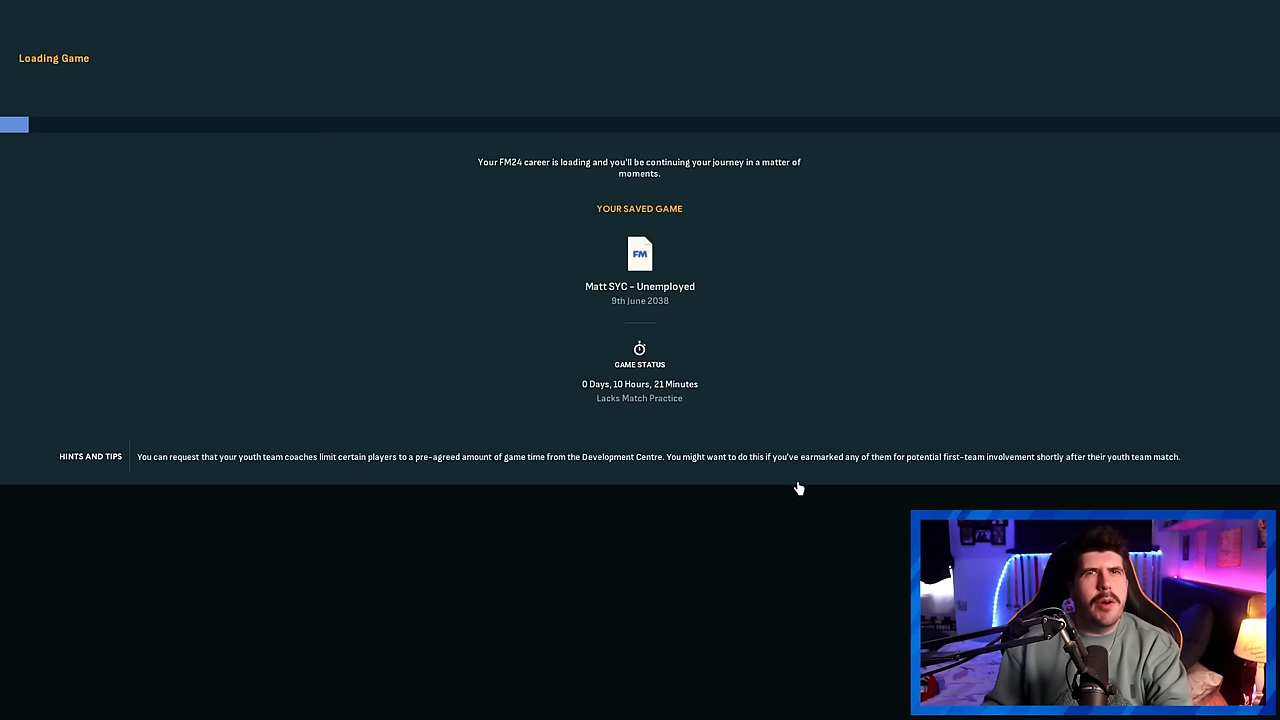 Loading Game
Your FM24 career is loading and you'll be continuing your journey in a matter of
moments.
YOUR SAVED GAME
FM
Matt SYC - Unemployed
9th June 2038
GAME STATUS
0 Days, 10 Hours, 21 Minutes
Lacks Match Practice
HINTS AND TIPS
You can request that your youth team coaches limit certain players to a pre-agreed amount of game time from the Development Centre. You might want to do this if you've earmarked any of them for potential first-team involvement shortly after their youth team match.